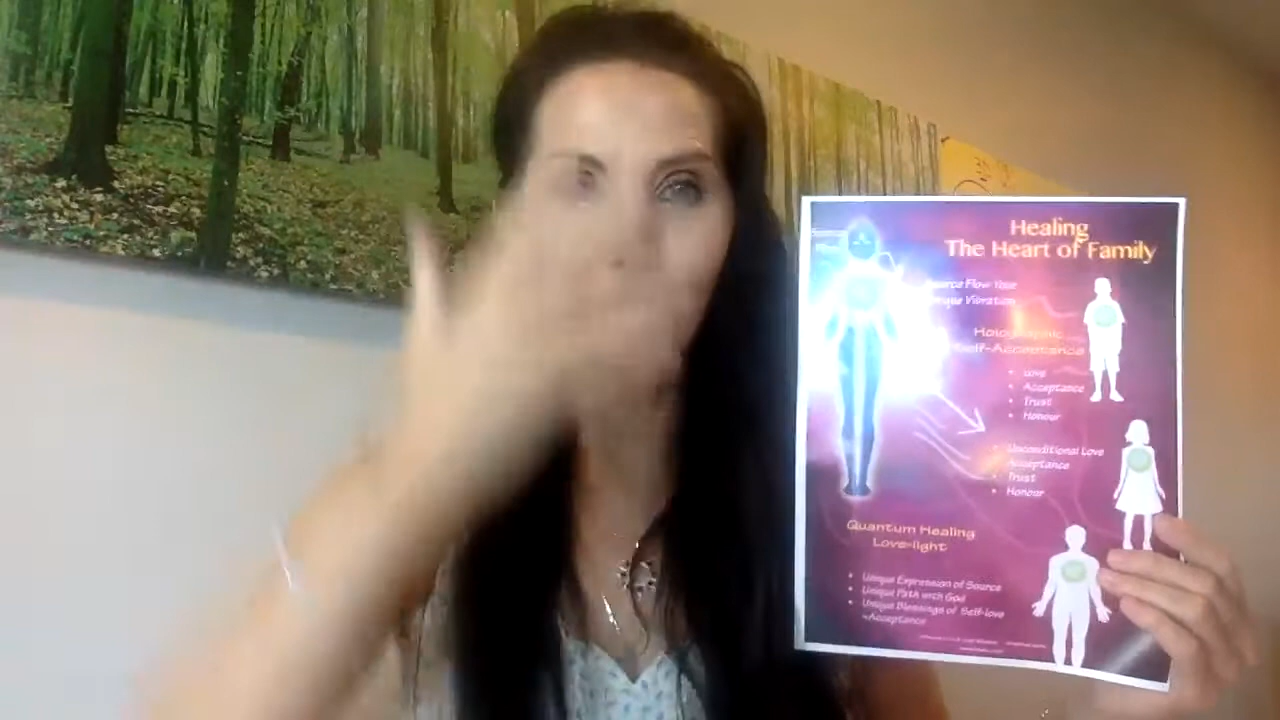 Healing
The Heart of Family
Source Flow Your
Unique Vibration
Holographic
Self-Acceptance
• Love
• Acceptance
• Trust
• Honour
• Unconditional Love
• Acceptance
• Trust
• Honour
Quantum Healing
Love-light
• Unique Expression of Source
• Unique Path with God
• Unique Blessings of Self-love
+Acceptance